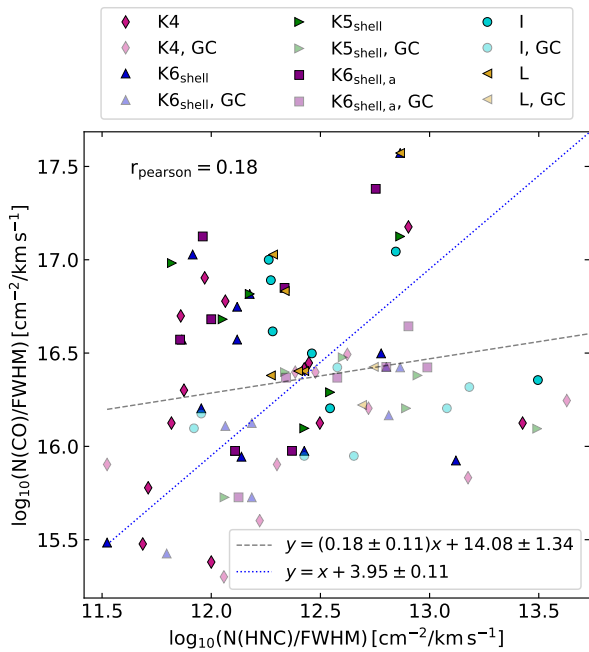 K4 K5shell I
K4, GC K5shell, GC I, GC
K6shell K6shell, a L
K6shell, GC K6shell, a, GC L, GC
r_pearson = 0.18
17.5
17.0
16.5
16.0
15.5
log₁₀(N(CO)/FWHM) [cm⁻²/km s⁻¹]
y = (0.18 ± 0.11)x + 14.08 ± 1.34
y = x + 3.95 ± 0.11
11.5 12.0 12.5 13.0 13.5
log₁₀(N(HNC)/FWHM) [cm⁻²/km s⁻¹]